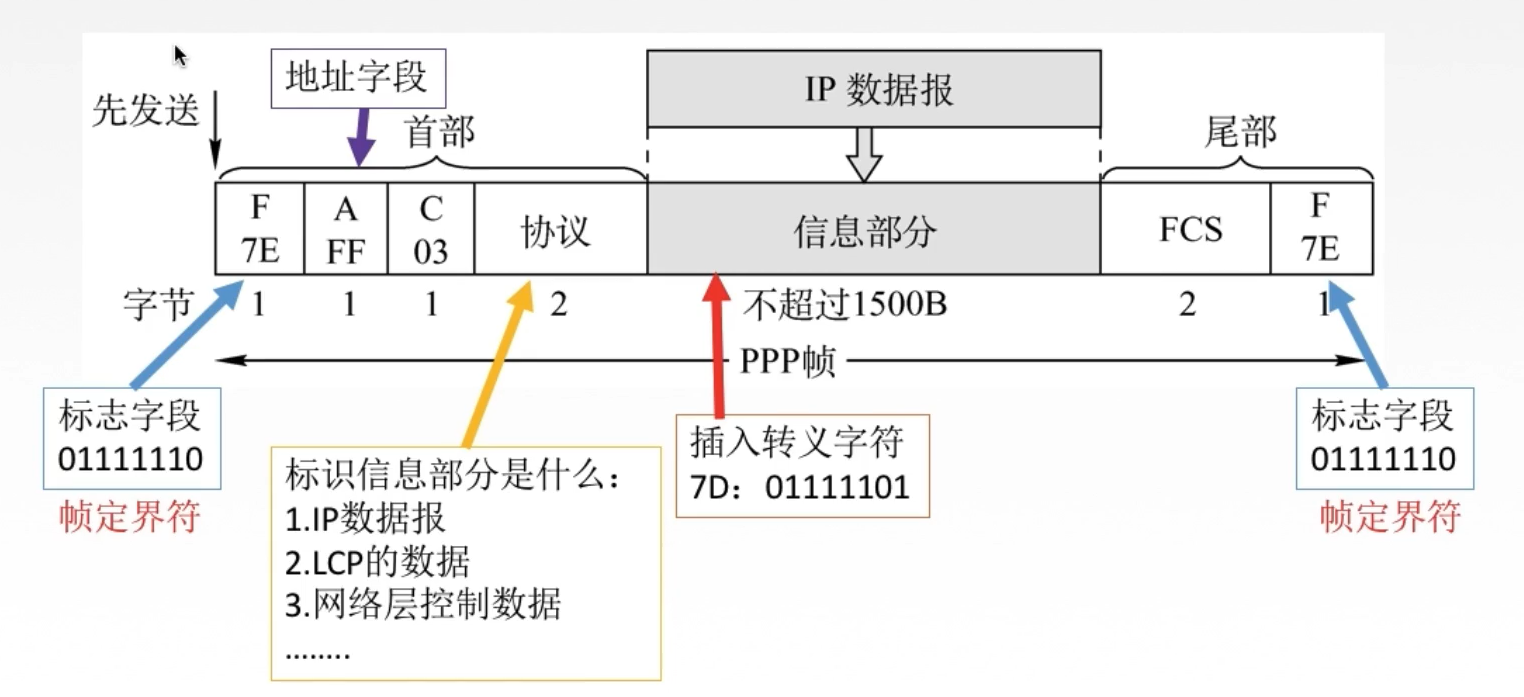 地址字段
IP 数据报
先发送
首部
尾部
F
7E
A
FF
C
03
协议
信息部分
FCS
F
7E
字节
1
1
1
2
不超过1500B
2
1
PPP帧
标志字段
01111110
帧定界符
标识信息部分是什么：
1.IP数据报
2.LCP的数据
3.网络层控制数据
........
插入转义字符
7D：01111101
标志字段
01111110
帧定界符